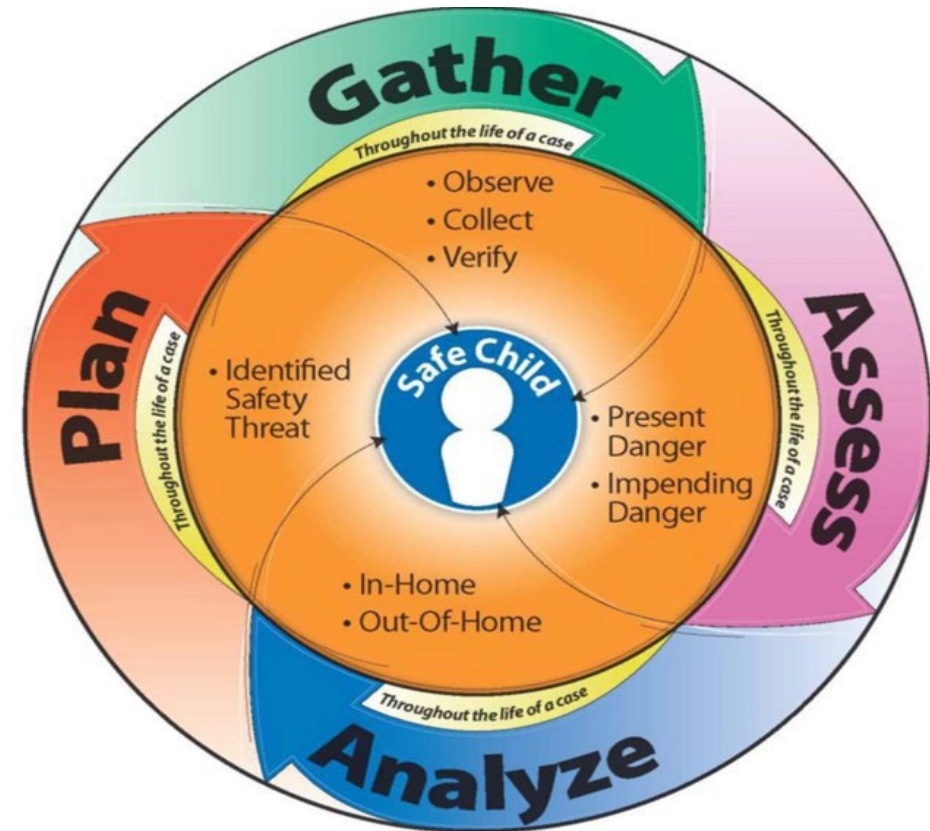 Gather
Throughout the life of a case
• Observe
• Collect
• Verify
Assess
Throughout the life of a case
• Present
Danger
• Impending
Danger
Analyze
Throughout the life of a case
• In-Home
• Out-Of-Home
Plan
Throughout the life of a case
• Identified
Safety
Threat
Safe Child